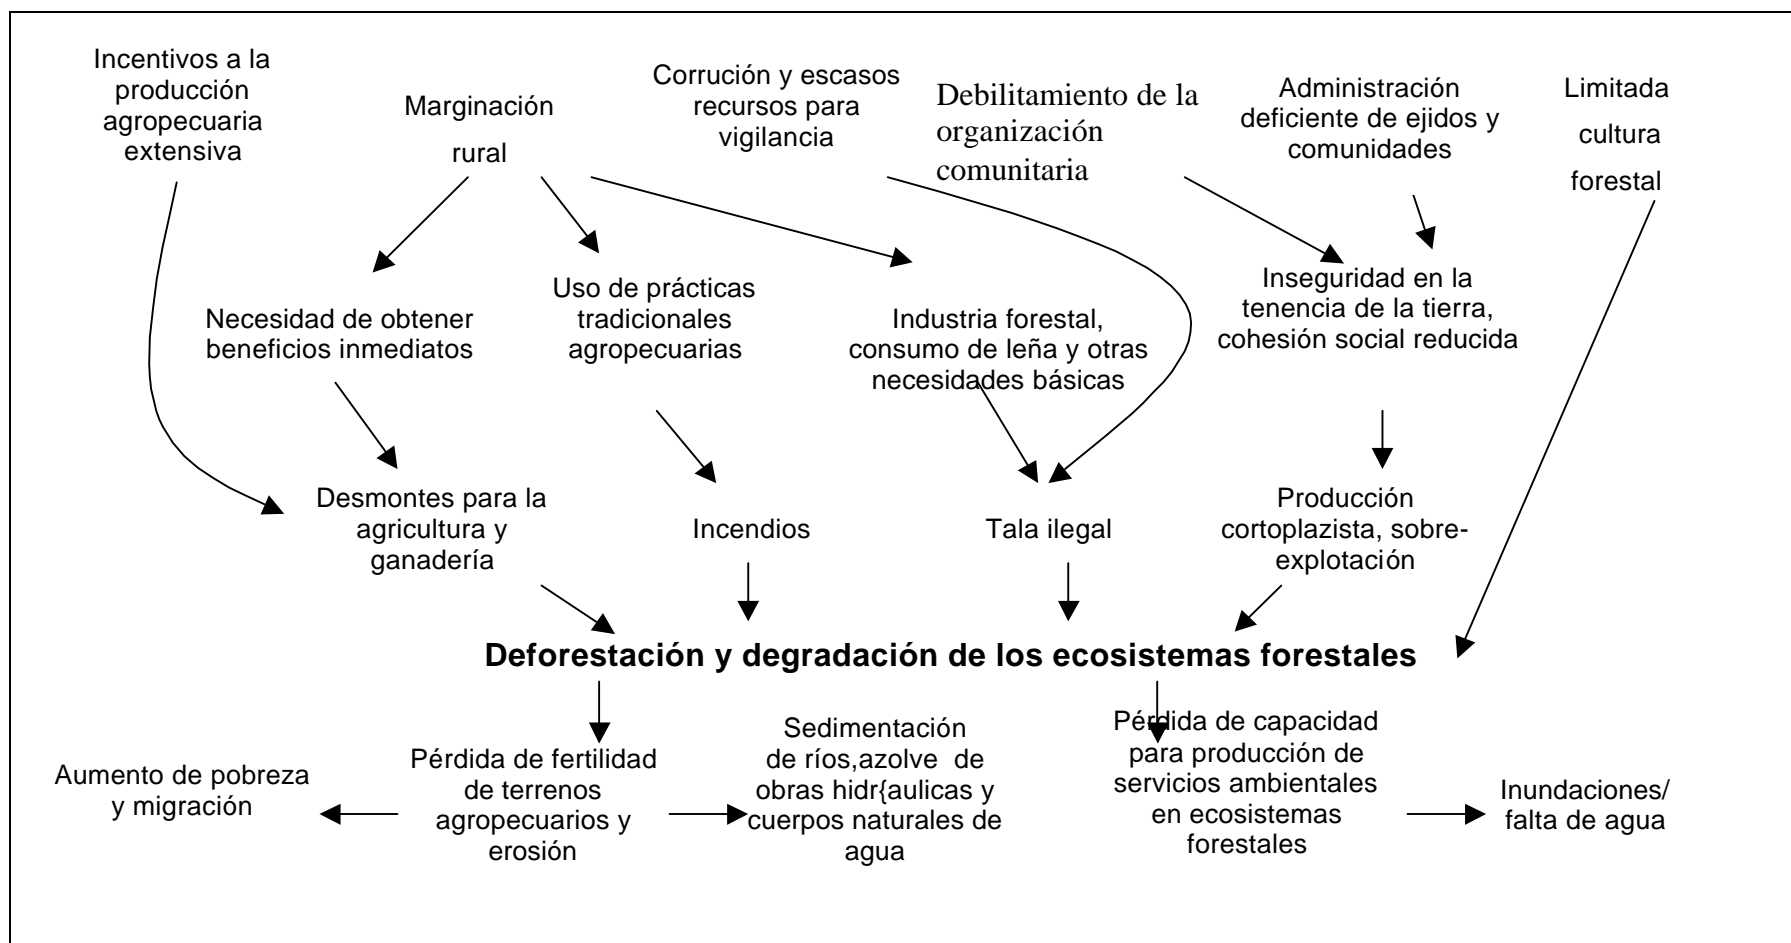 Incentivos a la
producción
agropecuaria
extensiva
Marginación
rural
Corrución y escasos
recursos para
vigilancia
Debilitamiento de la
organización
comunitaria
Administración
deficiente de ejidos y
comunidades
Limitada
cultura
forestal
Necesidad de obtener
beneficios inmediatos
Uso de prácticas
tradicionales
agropecuarias
Industria forestal,
consumo de leña y otras
necesidades básicas
Inseguridad en la
tenencia de la tierra,
cohesión social reducida
Desmontes para la
agricultura y
ganadería
Incendios
Tala ilegal
Producción
cortoplazista, sobre-
explotación
Deforestación y degradación de los ecosistemas forestales
Aumento de pobreza
y migración
Pérdida de fertilidad
de terrenos
agropecuarios y
erosión
Sedimentación
de ríos,azolve  de
obras hidr{aulicas y
cuerpos naturales de
agua
Pérdida de capacidad
para producción de
servicios ambientales
en ecosistemas
forestales
Inundaciones/
falta de agua